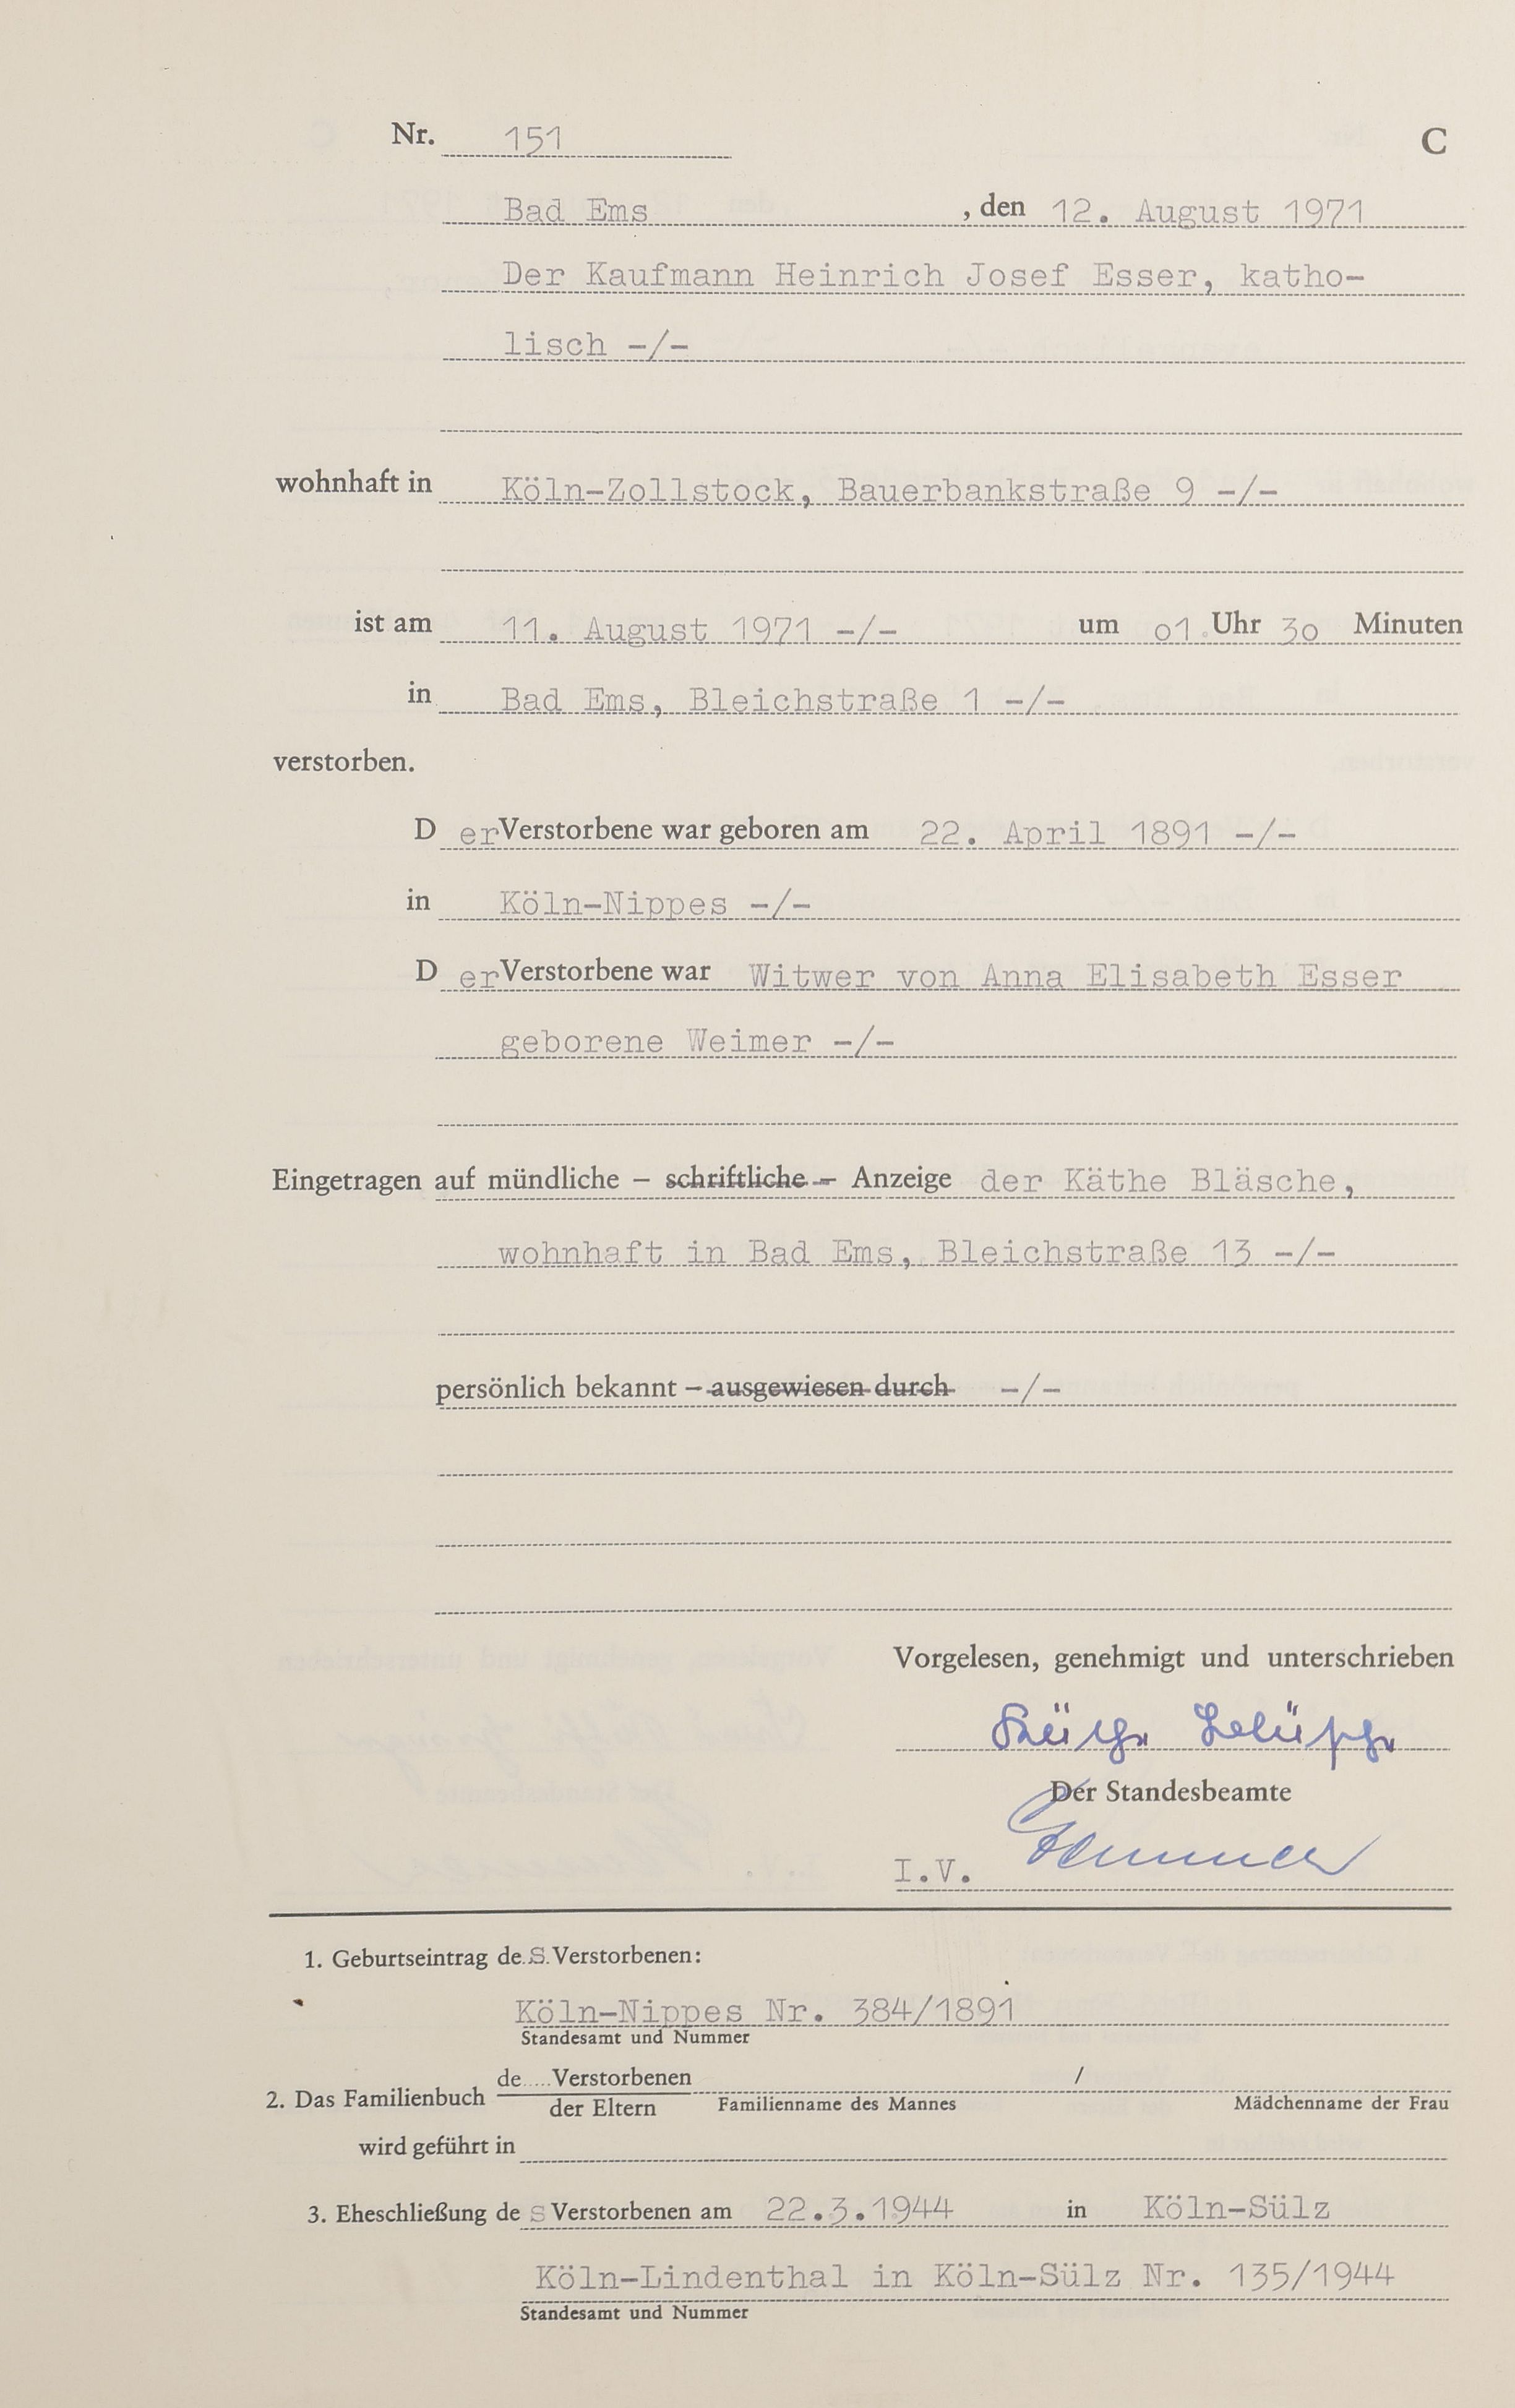 Nr. 151 C
Bad Ems, den 12. August 1971
Der Kaufmann Heinrich Josef Esser, katho-
lisch -/-
wohnhaft in Köln-Zollstock, Bauerbankstraße 9 -/-
ist am 11. August 1971 -/- um 01 Uhr 30 Minuten
in Bad Ems, Bleichstraße 1 -/-
verstorben.
D er Verstorbene war geboren am 22. April 1891 -/-
in Köln-Nippes -/-
D er Verstorbene war Witwer von Anna Elisabeth Esser
geborene Weimer -/-
Eingetragen auf mündliche – schriftliche – Anzeige der Käthe Bläsche,
wohnhaft in Bad Ems, Bleichstraße 13 -/-
persönlich bekannt – ausgewiesen durch -/-
Vorgelesen, genehmigt und unterschrieben
Der Standesbeamte
I.V.
1. Geburtseintrag de s Verstorbenen:
Köln-Nippes Nr. 384/1891
Standesamt und Nummer
2. Das Familienbuch de.....Verstorbenen /
der Eltern Familienname des Mannes Mädchenname der Frau
wird geführt in
3. Eheschließung de s Verstorbenen am 22.3.1944 in Köln-Sülz
Köln-Lindenthal in Köln-Sülz Nr. 135/1944
Standesamt und Nummer